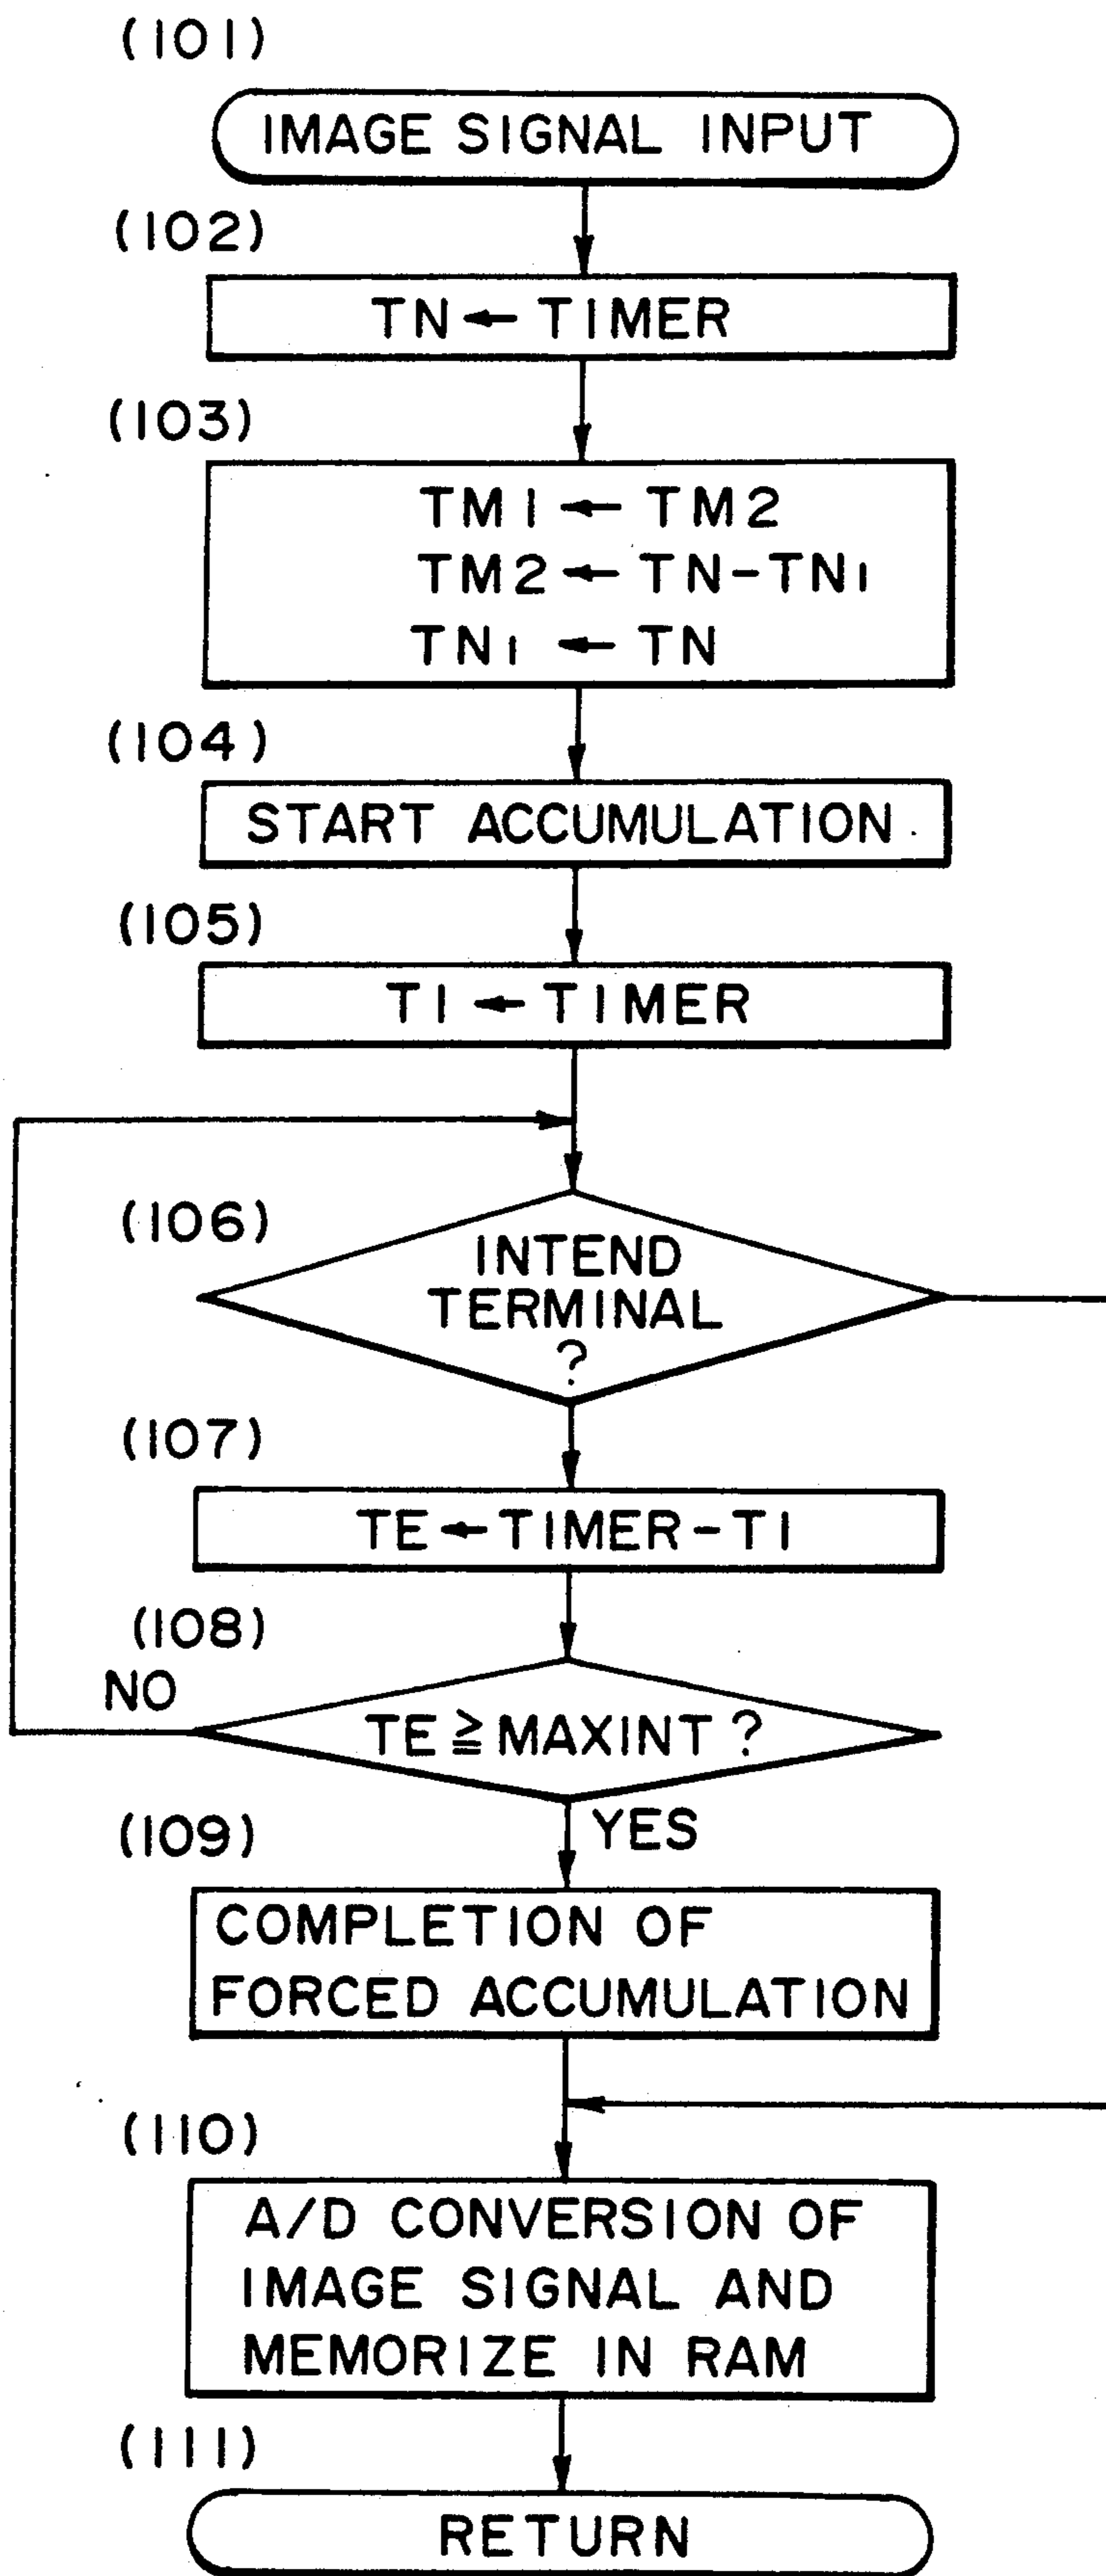 (101)
IMAGE SIGNAL INPUT
(102)
TN ← TIMER
(103)
TM1 ← TM2
TM2 ← TN-TN1
TN1 ← TN
(104)
START ACCUMULATION
(105)
T1 ← TIMER
(106)
INTEND
TERMINAL
?
(107)
TE ← TIMER-T1
(108)
NO
TE ≧ MAXINT ?
YES
(109)
COMPLETION OF
FORCED ACCUMULATION
(110)
A/D CONVERSION OF
IMAGE SIGNAL AND
MEMORIZE IN RAM
(111)
RETURN